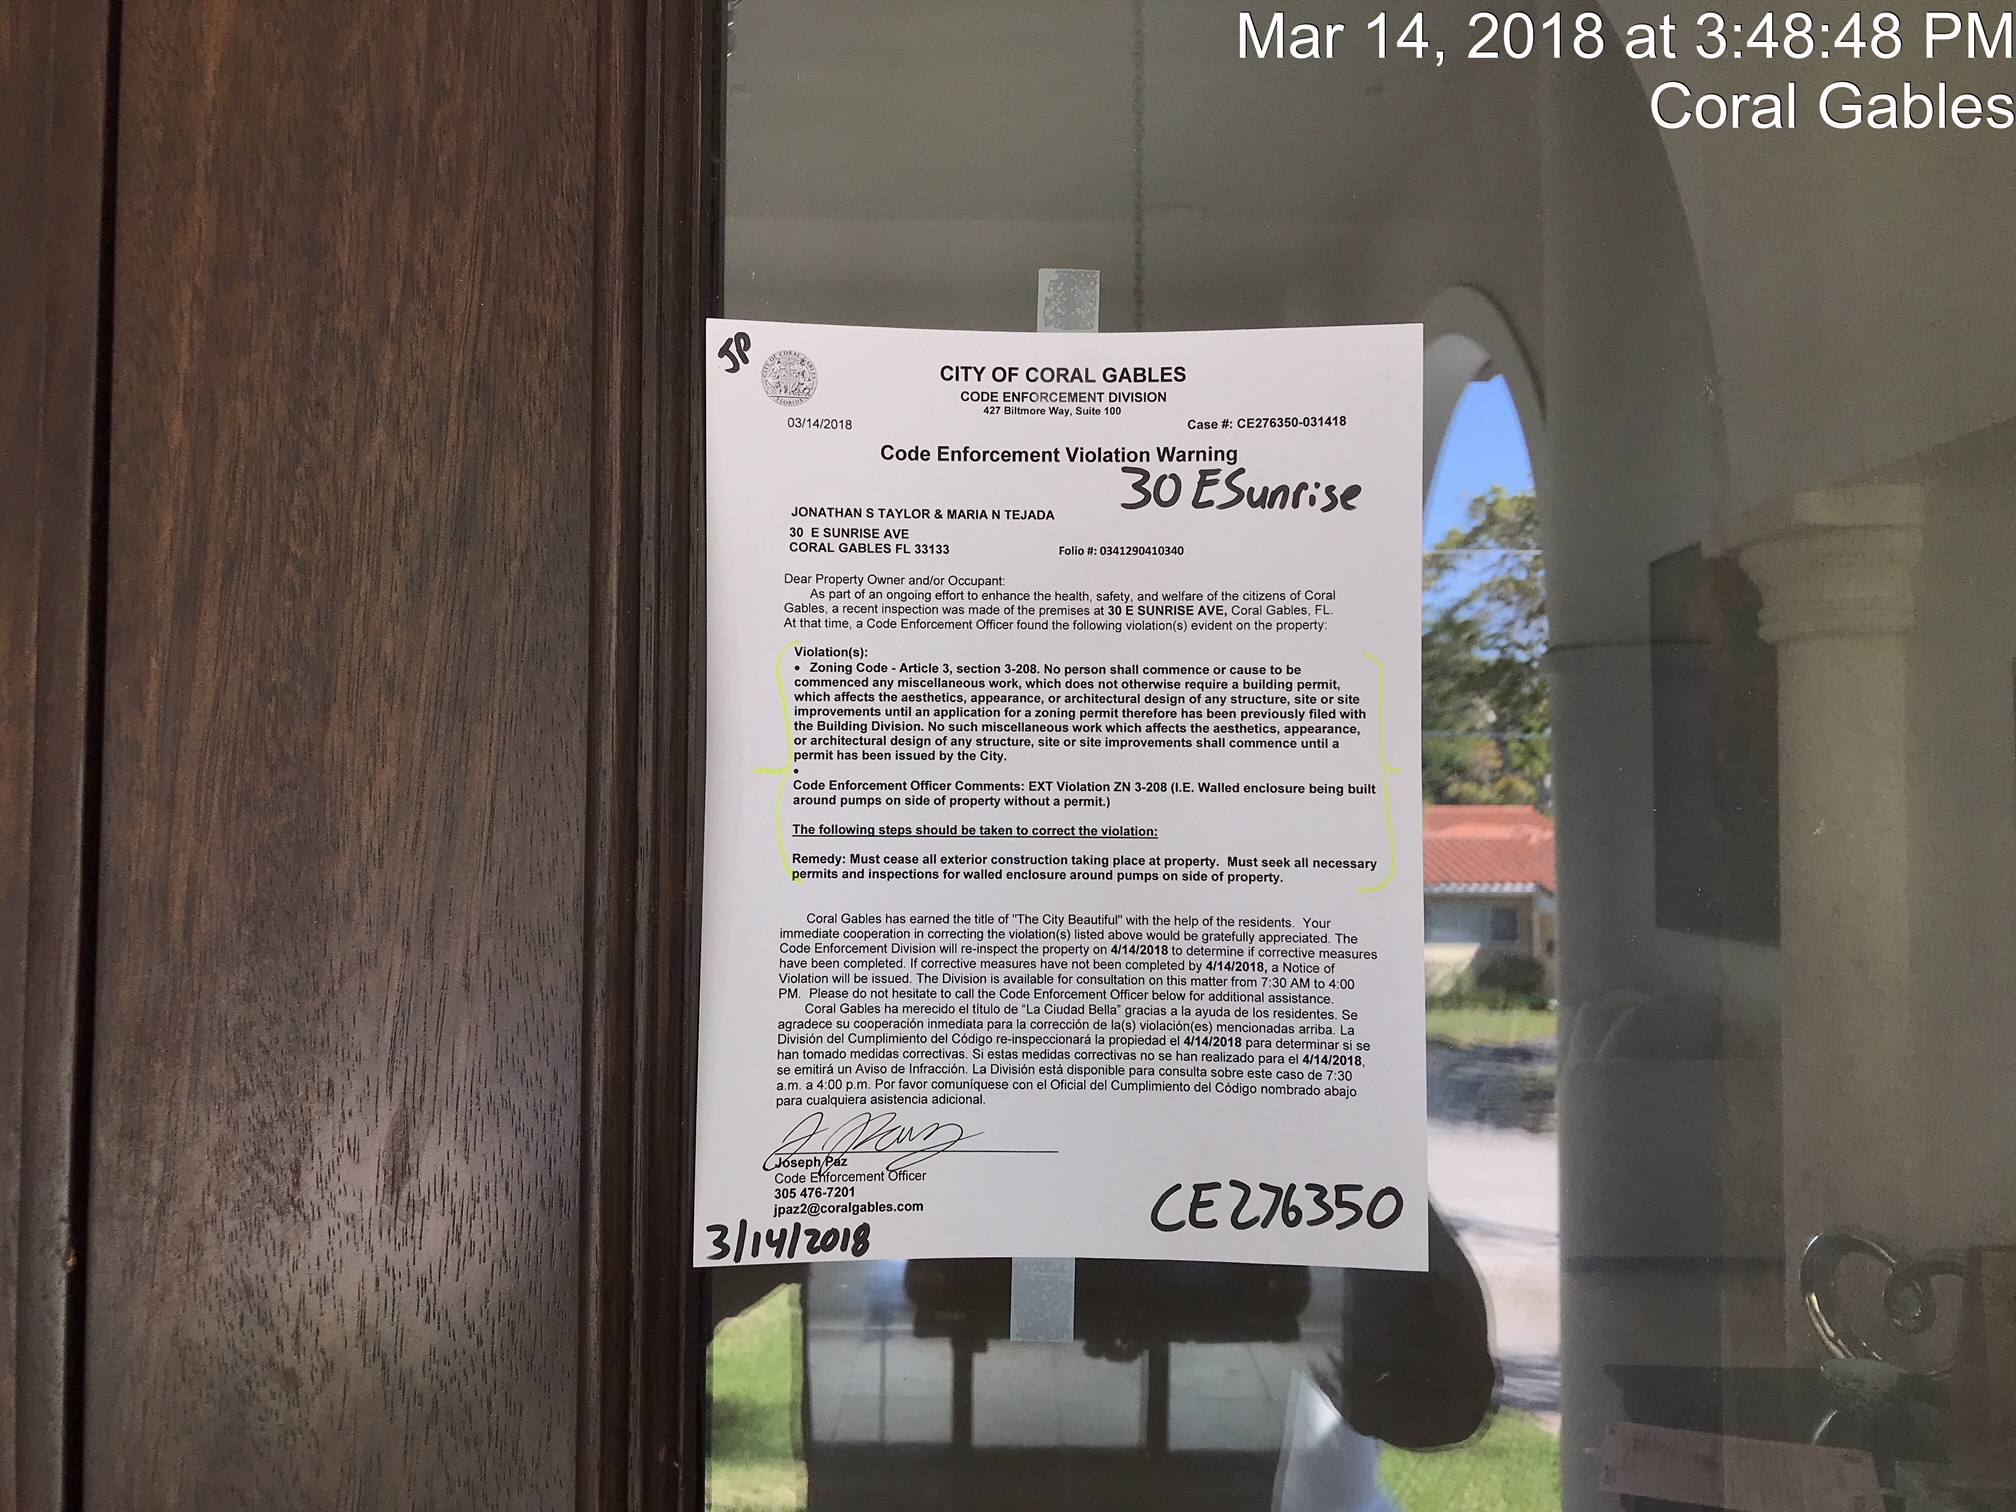 Mar 14, 2018 at 3:48:48 PM
Coral Gables
JP
CITY OF CORAL GABLES
CODE ENFORCEMENT DIVISION
427 Biltmore Way, Suite 100
03/14/2018
Case #: CE276350-031418
Code Enforcement Violation Warning
30 E Sunrise
JONATHAN S TAYLOR & MARIA N TEJADA
30 E SUNRISE AVE
CORAL GABLES FL 33133
Folio #: 0341290410340
Dear Property Owner and/or Occupant:
As part of an ongoing effort to enhance the health, safety, and welfare of the citizens of Coral
Gables, a recent inspection was made of the premises at 30 E SUNRISE AVE, Coral Gables, FL.
At that time, a Code Enforcement Officer found the following violation(s) evident on the property:
Violation(s):
• Zoning Code - Article 3, section 3-208. No person shall commence or cause to be
commenced any miscellaneous work, which does not otherwise require a building permit,
which affects the aesthetics, appearance, or architectural design of any structure, site or site
improvements until an application for a zoning permit therefore has been previously filed with
the Building Division. No such miscellaneous work which affects the aesthetics, appearance,
or architectural design of any structure, site or site improvements shall commence until a
permit has been issued by the City.
•
Code Enforcement Officer Comments: EXT Violation ZN 3-208 (I.E. Walled enclosure being built
around pumps on side of property without a permit.)
The following steps should be taken to correct the violation:
Remedy: Must cease all exterior construction taking place at property. Must seek all necessary
permits and inspections for walled enclosure around pumps on side of property.
Coral Gables has earned the title of "The City Beautiful" with the help of the residents. Your
immediate cooperation in correcting the violation(s) listed above would be gratefully appreciated. The
Code Enforcement Division will re-inspect the property on 4/14/2018 to determine if corrective measures
have been completed. If corrective measures have not been completed by 4/14/2018, a Notice of
Violation will be issued. The Division is available for consultation on this matter from 7:30 AM to 4:00
PM. Please do not hesitate to call the Code Enforcement Officer below for additional assistance.
Coral Gables ha merecido el título de "La Ciudad Bella" gracias a la ayuda de los residentes. Se
agradece su cooperación inmediata para la corrección de la(s) violación(es) mencionadas arriba. La
División del Cumplimiento del Código re-inspeccionará la propiedad el 4/14/2018 para determinar si se
han tomado medidas correctivas. Si estas medidas correctivas no se han realizado para el 4/14/2018,
se emitirá un Aviso de Infracción. La División está disponible para consulta sobre este caso de 7:30
a.m. a 4:00 p.m. Por favor comuníquese con el Oficial del Cumplimiento del Código nombrado abajo
para cualquiera asistencia adicional.
Joseph Paz
Code Enforcement Officer
305 476-7201
jpaz2@coralgables.com
3/14/2018
CE276350